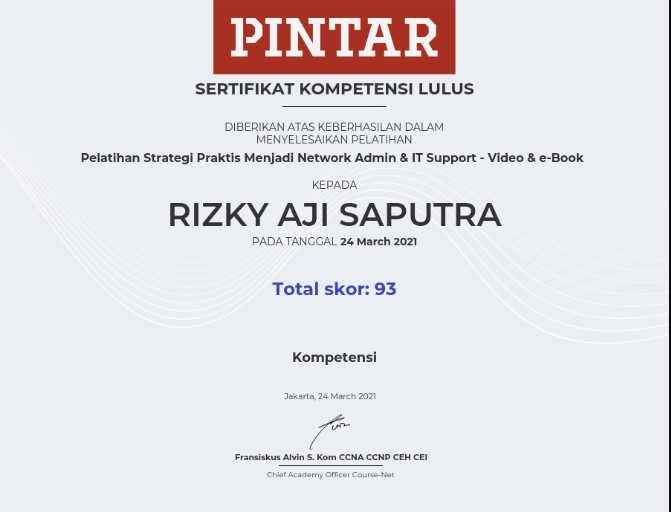 PINTAR
SERTIFIKAT KOMPETENSI LULUS
DIBERIKAN ATAS KEBERHASILAN DALAM
MENYELESAIKAN PELATIHAN
Pelatihan Strategi Praktis Menjadi Network Admin & IT Support - Video & e-Book
KEPADA
RIZKY AJI SAPUTRA
PADA TANGGAL 24 March 2021
Total skor: 93
Kompetensi
Jakarta, 24 March 2021
Fransiskus Alvin S. Kom CCNA CCNP CEH CEI
Chief Academy Officer Course-Net